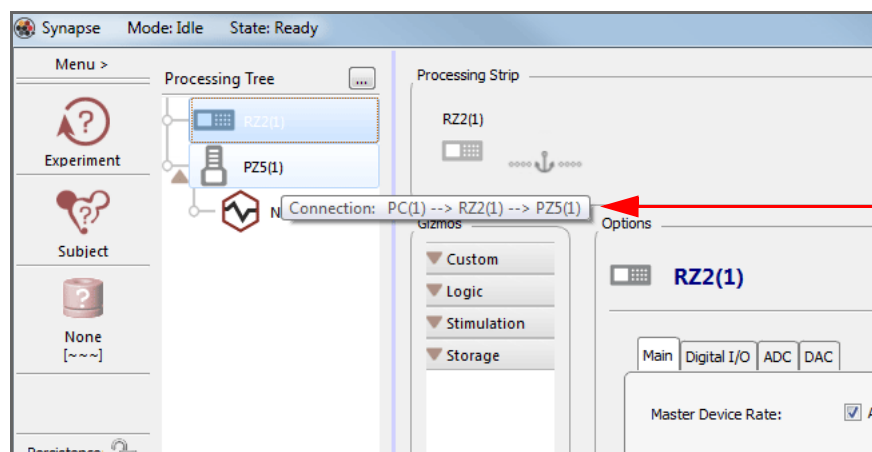 Synapse Mode: Idle State: Ready
Menu >
Experiment
Subject
None
[~~~]
Processing Tree ...
RZ2(1)
PZ5(1)
N
Connection: PC(1) --> RZ2(1) --> PZ5(1)
Processing Strip
RZ2(1)
Gizmos
Custom
Logic
Stimulation
Storage
Options
RZ2(1)
Main Digital I/O ADC DAC
Master Device Rate: